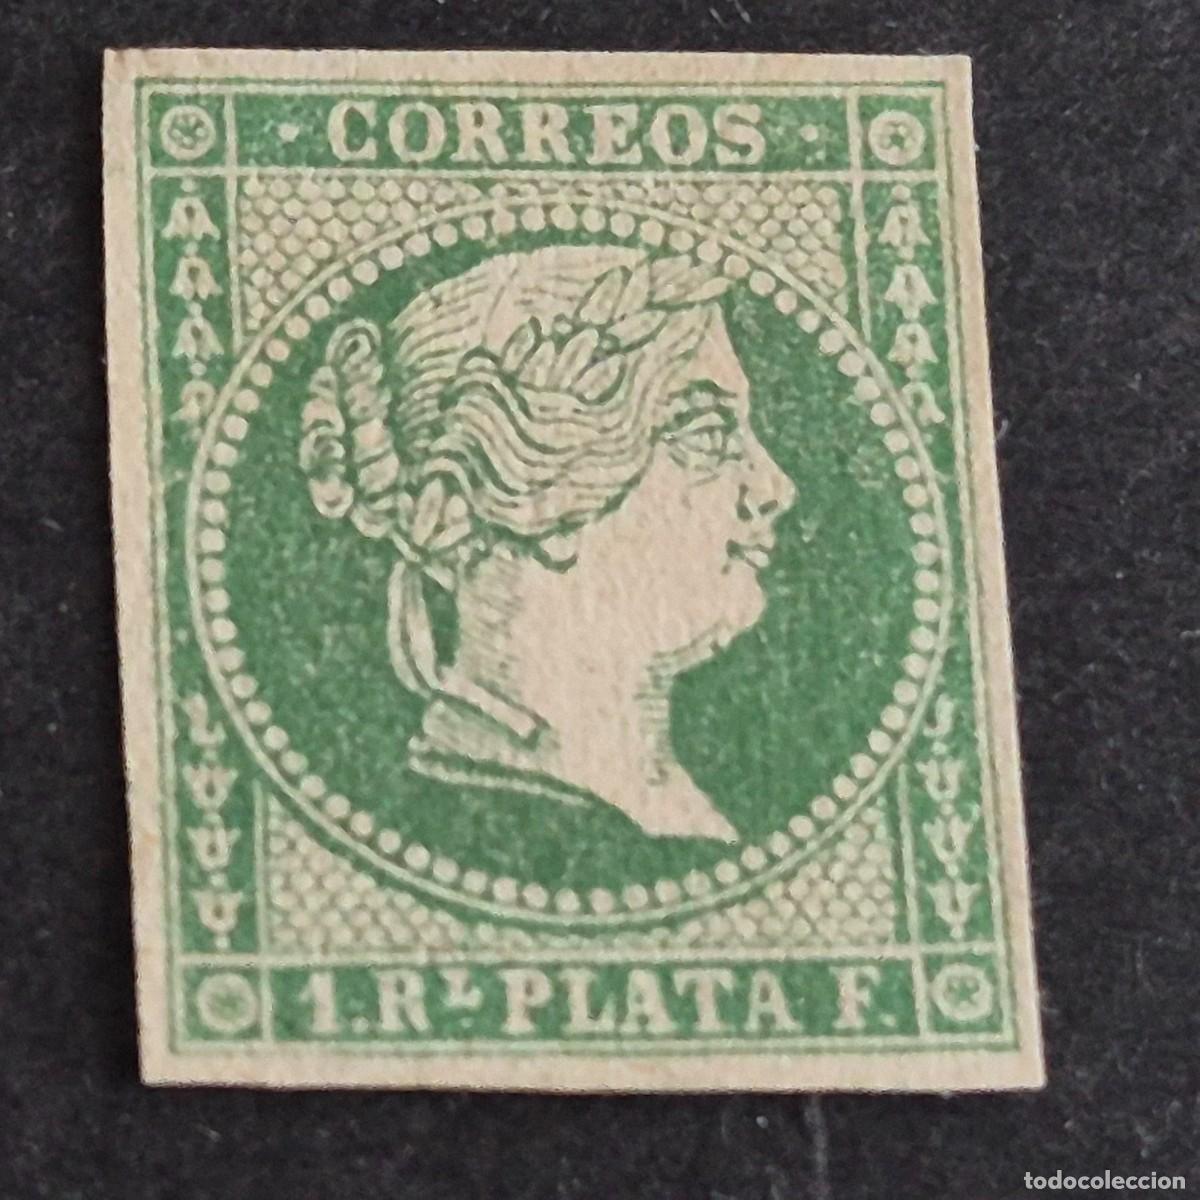 · CORREOS ·
1. Rᴸ PLATA F.
todocoleccion